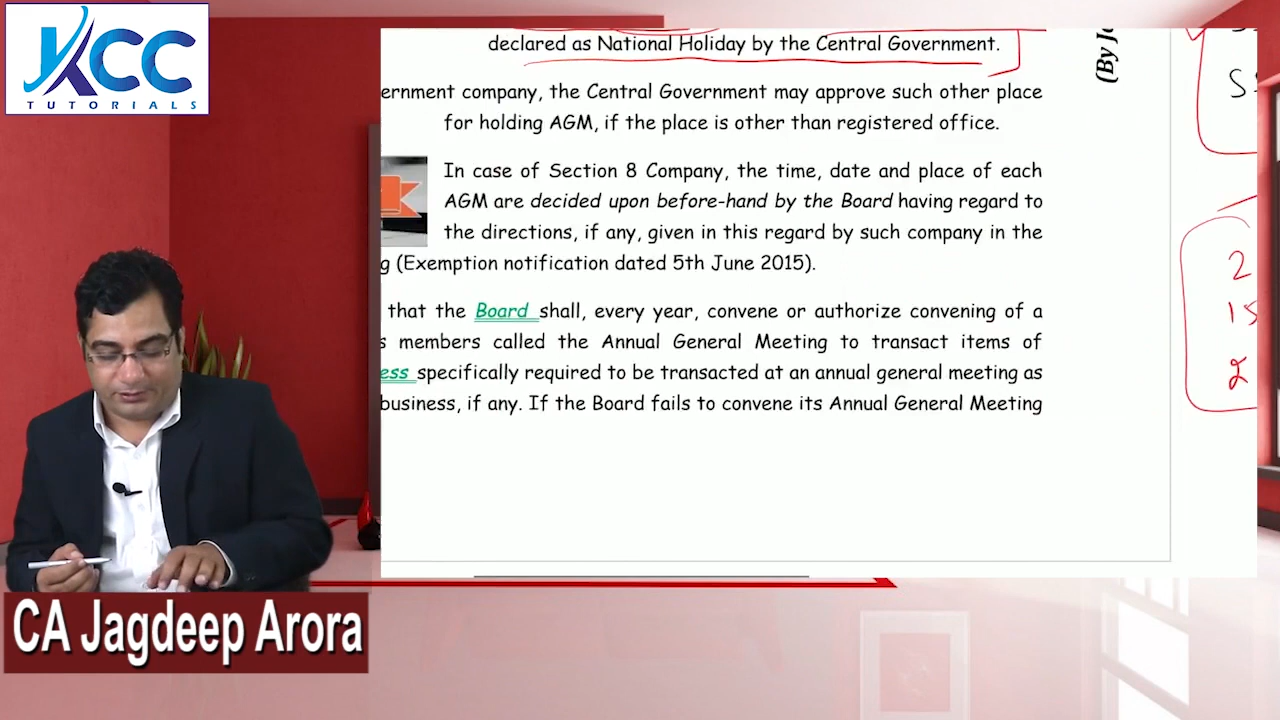 KCC
TUTORIALS
declared as National Holiday by the Central Government.
ernment company, the Central Government may approve such other place
for holding AGM, if the place is other than registered office.
In case of Section 8 Company, the time, date and place of each
AGM are decided upon before-hand by the Board having regard to
the directions, if any, given in this regard by such company in the
g (Exemption notification dated 5th June 2015).
that the Board shall, every year, convene or authorize convening of a
s members called the Annual General Meeting to transact items of
ess specifically required to be transacted at an annual general meeting as
business, if any. If the Board fails to convene its Annual General Meeting
(By J
2
15
2
CA Jagdeep Arora